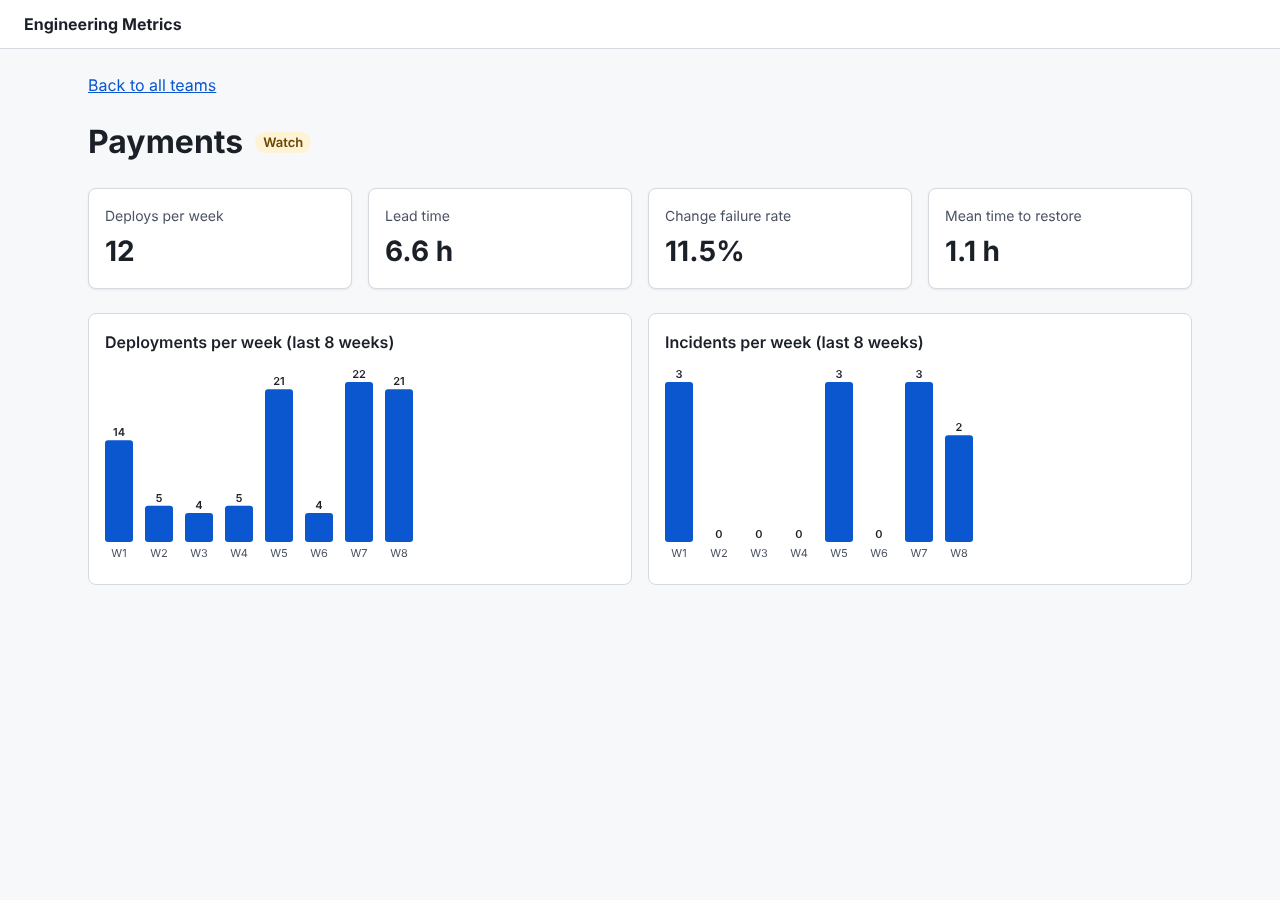 Engineering Metrics
Back to all teams
Payments Watch
Deploys per week
12
Lead time
6.6 h
Change failure rate
11.5%
Mean time to restore
1.1 h
Deployments per week (last 8 weeks)
14 5 4 5 21 4 22 21
W1 W2 W3 W4 W5 W6 W7 W8
Incidents per week (last 8 weeks)
3 0 0 0 3 0 3 2
W1 W2 W3 W4 W5 W6 W7 W8